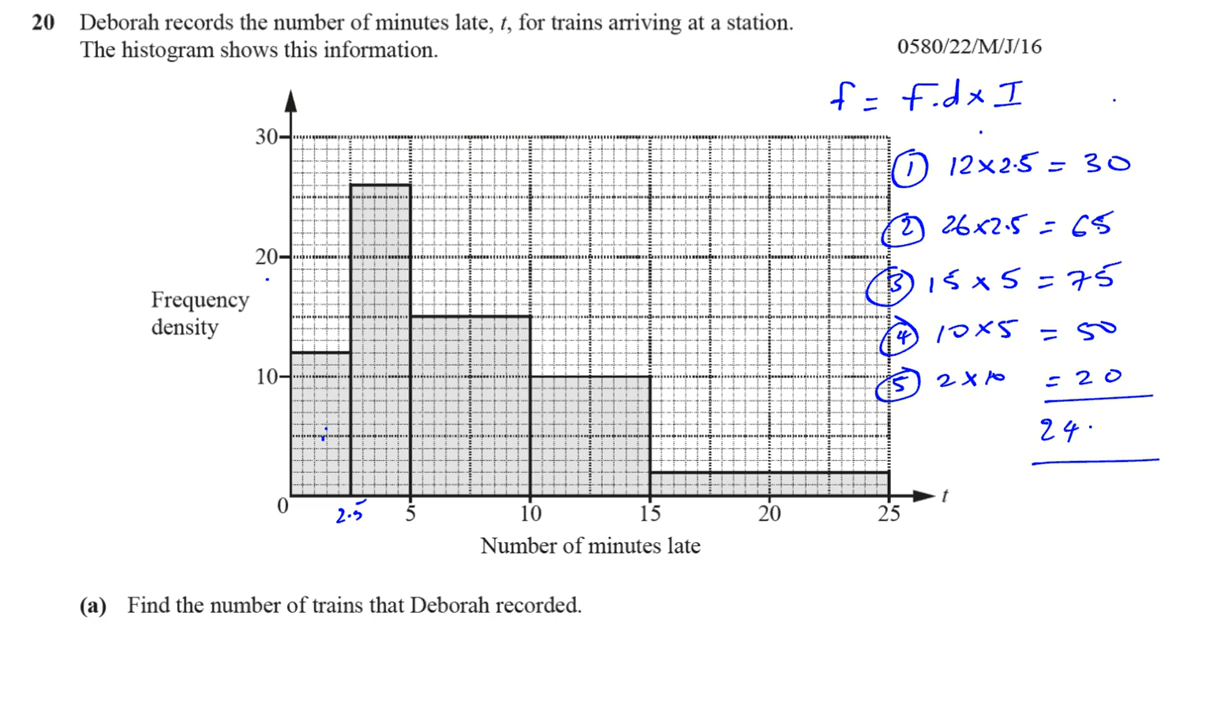 20 Deborah records the number of minutes late, t, for trains arriving at a station.
The histogram shows this information.
0580/22/M/J/16
f = F.d x I
① 12 x 2.5 = 30
② 26 x 2.5 = 65
③ 15 x 5 = 75
④ 10 x 5 = 50
⑤ 2 x 10 = 20
24.
30
20
10
0
Frequency
density
2.5
5
10
15
20
25
t
Number of minutes late
(a) Find the number of trains that Deborah recorded.